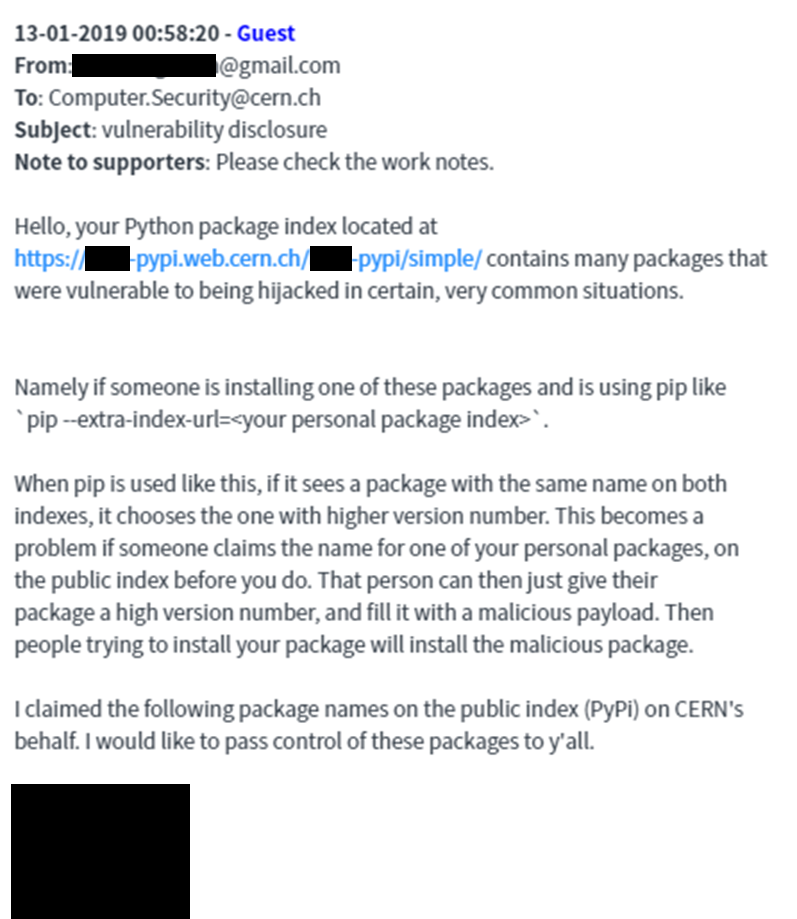 13-01-2019 00:58:20 - Guest
From: @gmail.com
To: Computer.Security@cern.ch
Subject: vulnerability disclosure
Note to supporters: Please check the work notes.
Hello, your Python package index located at
https:// -pypi.web.cern.ch/ -pypi/simple/ contains many packages that
were vulnerable to being hijacked in certain, very common situations.
Namely if someone is installing one of these packages and is using pip like
`pip --extra-index-url=<your personal package index>`.
When pip is used like this, if it sees a package with the same name on both
indexes, it chooses the one with higher version number. This becomes a
problem if someone claims the name for one of your personal packages, on
the public index before you do. That person can then just give their
package a high version number, and fill it with a malicious payload. Then
people trying to install your package will install the malicious package.
I claimed the following package names on the public index (PyPi) on CERN's
behalf. I would like to pass control of these packages to y'all.